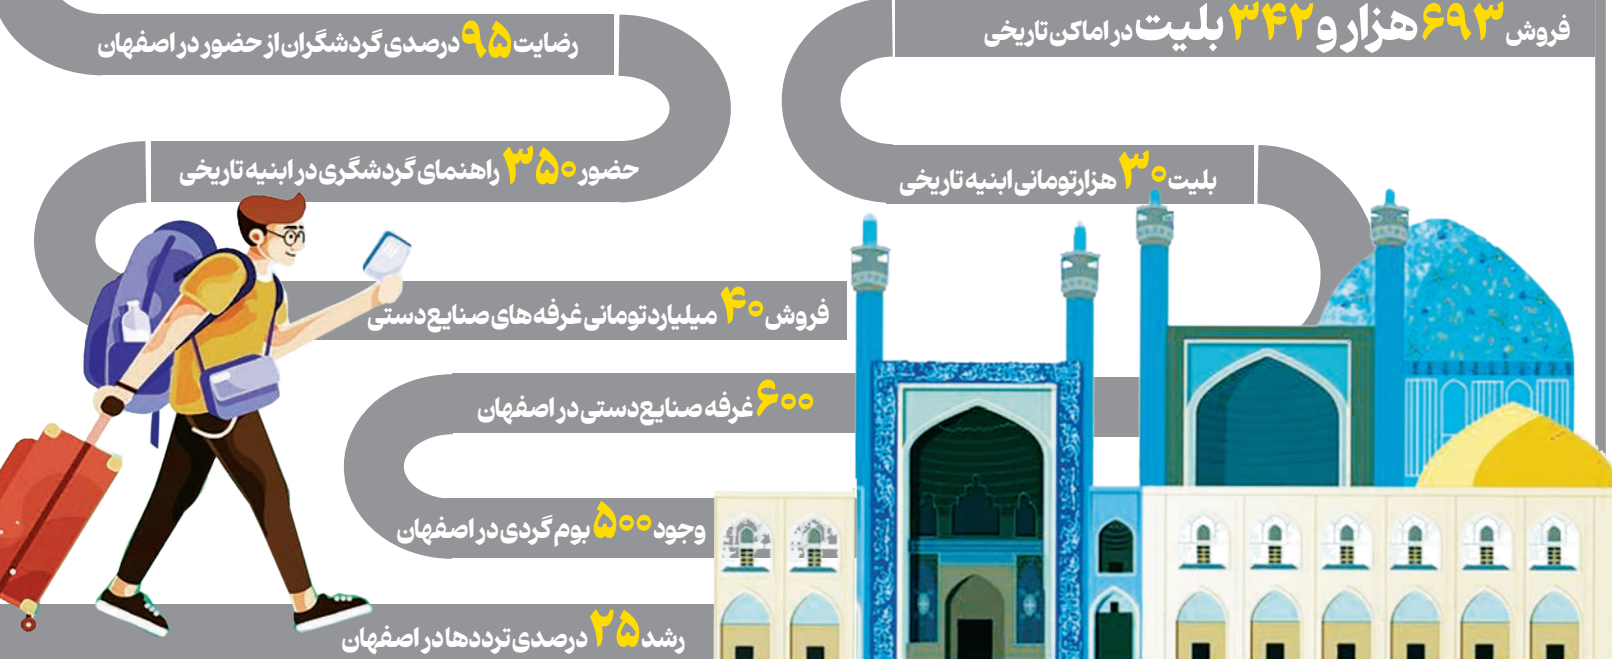 فروش ۶۹۳ هزار و ۳۴۲ بلیت در اماکن تاریخی
بلیت ۳۰ هزارتومانی ابنیه تاریخی
رضایت ۹۵ درصدی گردشگران از حضور در اصفهان
حضور ۳۵۰ راهنمای گردشگری در ابنیه تاریخی
فروش ۴۰ میلیارد تومانی غرفه‌های صنایع‌دستی
۶۰۰ غرفه صنایع‌دستی در اصفهان
وجود ۵۰۰ بوم گردی در اصفهان
رشد ۲۵ درصدی ترددها در اصفهان